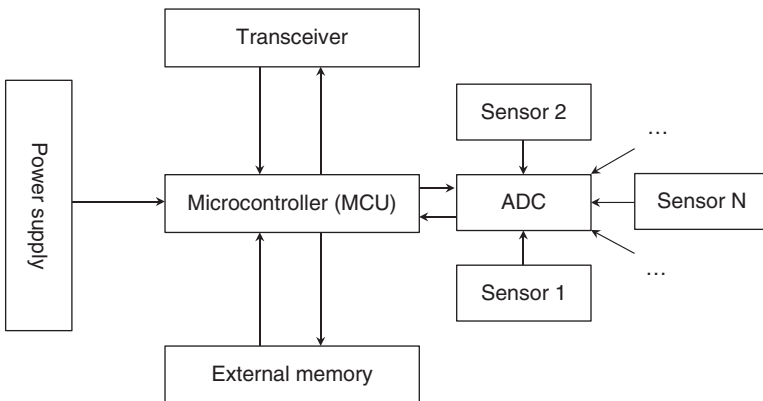 Transceiver
Power supply
Sensor 2
...
Microcontroller (MCU)
ADC
Sensor N
Sensor 1
...
External memory